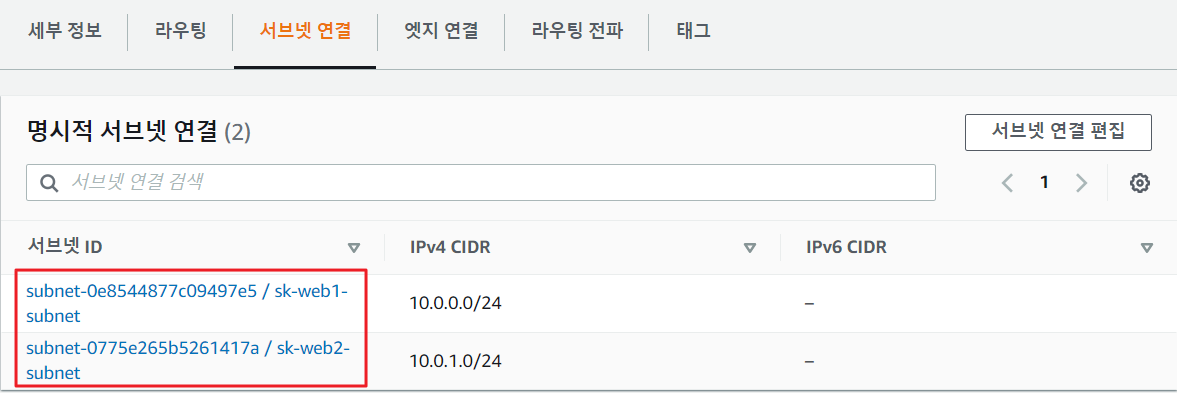 세부 정보 라우팅 서브넷 연결 엣지 연결 라우팅 전파 태그
명시적 서브넷 연결 (2) 서브넷 연결 편집
서브넷 연결 검색 1
서브넷 ID IPv4 CIDR IPv6 CIDR
subnet-0e8544877c09497e5 / sk-web1-
subnet 10.0.0.0/24 –
subnet-0775e265b5261417a / sk-web2-
subnet 10.0.1.0/24 –